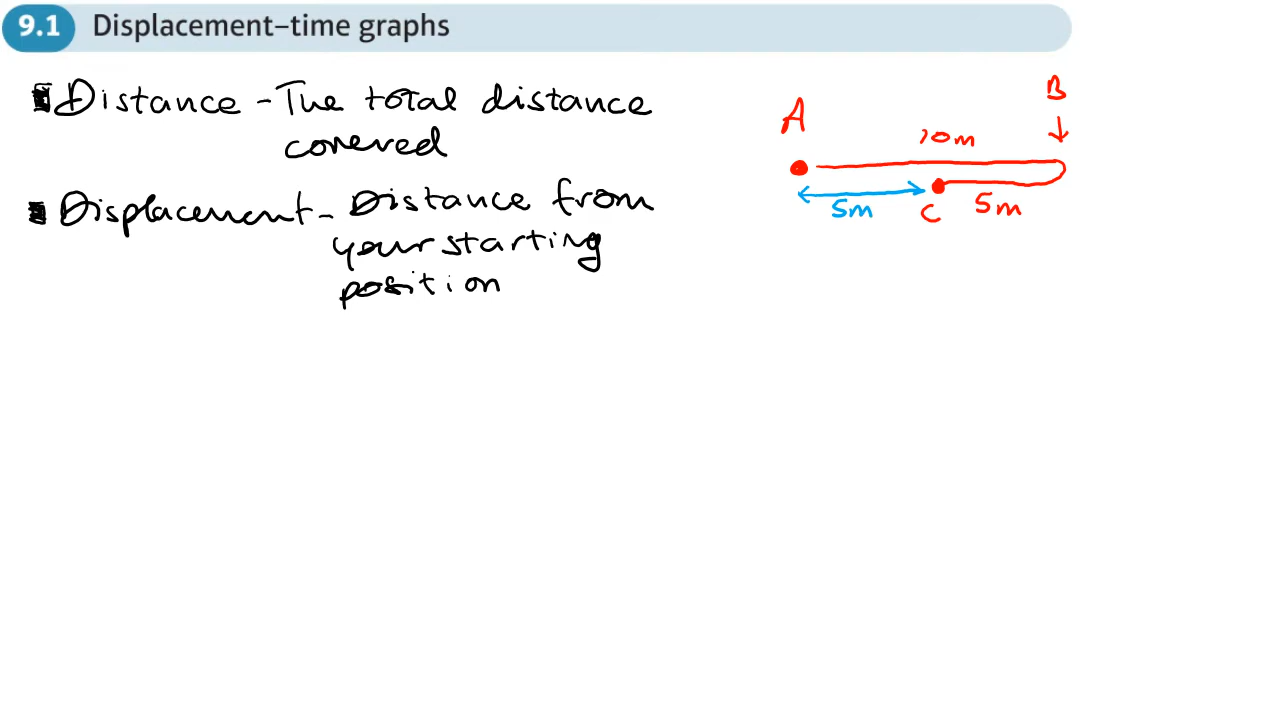 9.1 Displacement–time graphs
Distance - The total distance
covered
Displacement - Distance from
your starting
position
A
B
10m
5m
C
5m